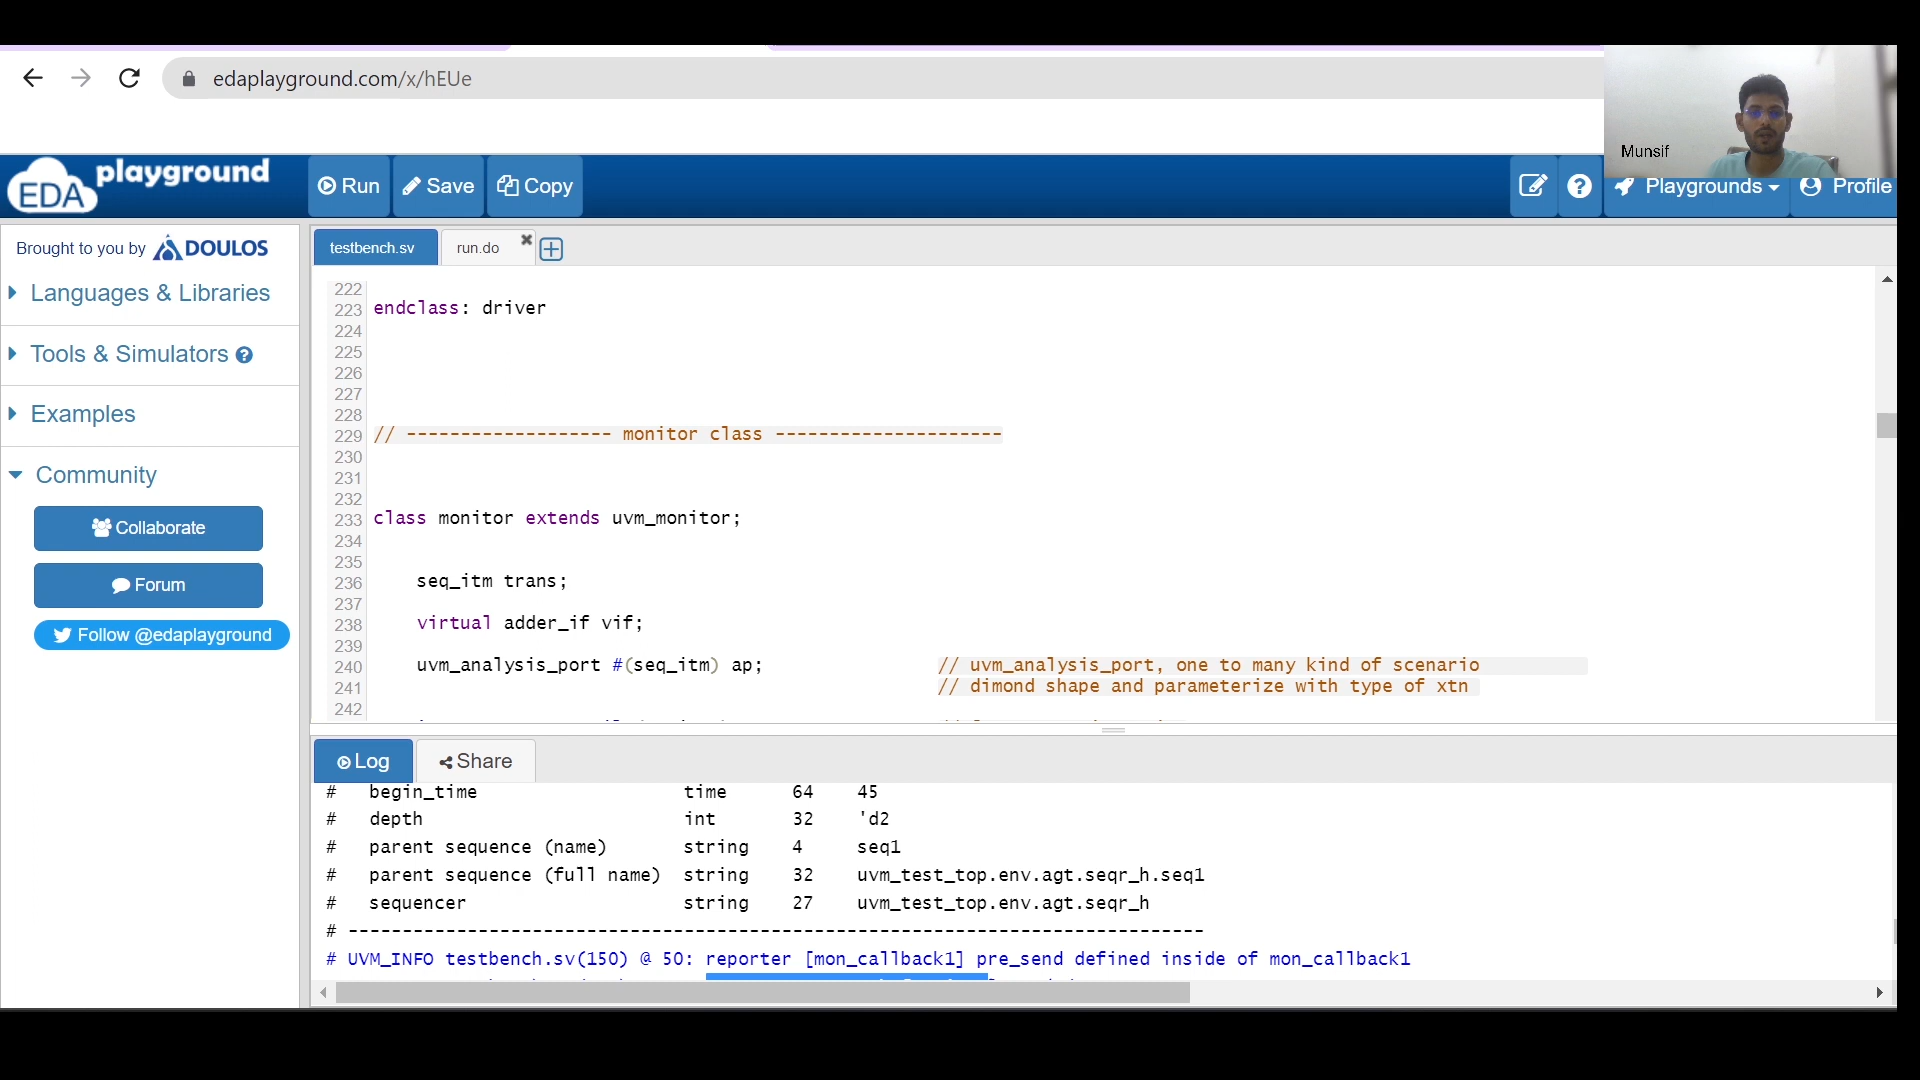 edaplayground.com/x/hEUe
Munsif
EDA playground
Run
Save
Copy
Playgrounds
Profile
Brought to you by DOULOS
testbench.sv
run.do
Languages & Libraries
Tools & Simulators
Examples
Community
Collaborate
Forum
Follow @edaplayground
222
223 endclass: driver
224
225
226
227
228
229 // ------------------- monitor class ---------------------
230
231
232
233 class monitor extends uvm_monitor;
234
235
236 seq_itm trans;
237
238 virtual adder_if vif;
239
240 uvm_analysis_port #(seq_itm) ap; // uvm_analysis_port, one to many kind of scenario
241 // dimond shape and parameterize with type of xtn
242
Log
Share
# begin_time time 64 45
# depth int 32 'd2
# parent sequence (name) string 4 seq1
# parent sequence (full name) string 32 uvm_test_top.env.agt.seqr_h.seq1
# sequencer string 27 uvm_test_top.env.agt.seqr_h
# -------------------------------------------------------------------------------
# UVM_INFO testbench.sv(150) @ 50: reporter [mon_callback1] pre_send defined inside of mon_callback1